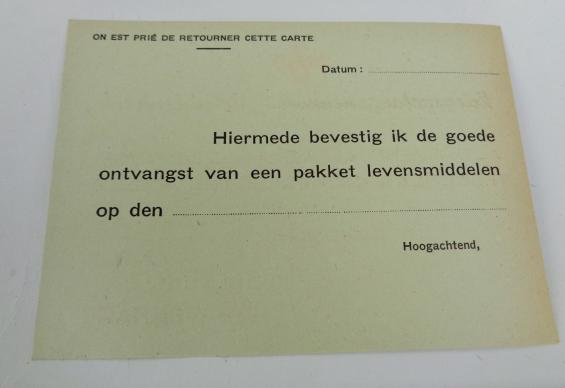 ON EST PRIÉ DE RETOURNER CETTE CARTE
Datum :
Hiermede bevestig ik de goede
ontvangst van een pakket levensmiddelen
op den
Hoogachtend,